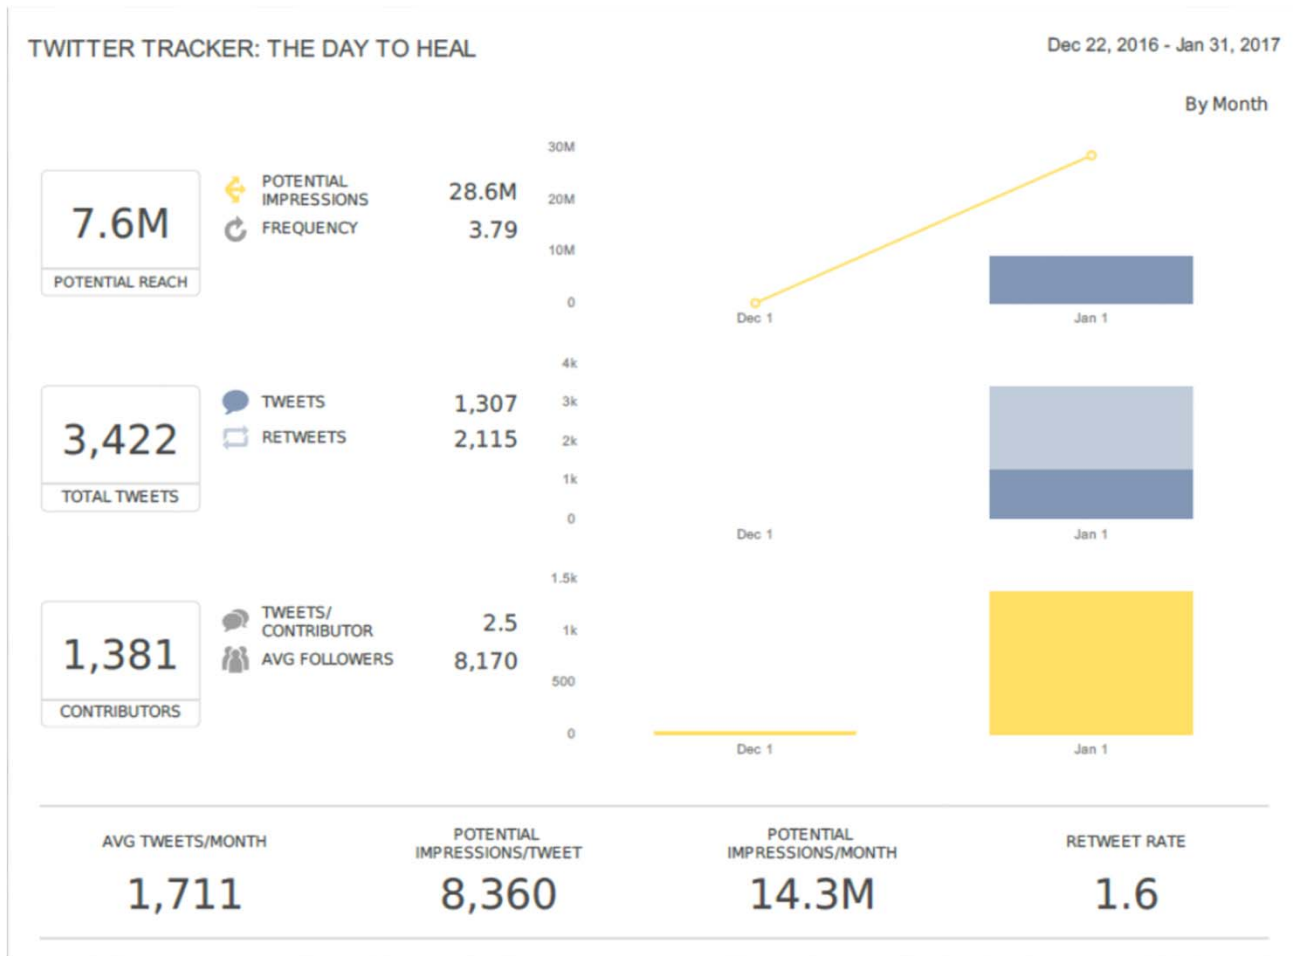 TWITTER TRACKER: THE DAY TO HEAL
Dec 22, 2016 - Jan 31, 2017
By Month
7.6M
POTENTIAL REACH
POTENTIAL
IMPRESSIONS
28.6M
FREQUENCY
3.79
30M
20M
10M
0
Dec 1
Jan 1
3,422
TOTAL TWEETS
TWEETS
1,307
RETWEETS
2,115
4k
3k
2k
1k
0
Dec 1
Jan 1
1,381
CONTRIBUTORS
TWEETS/
CONTRIBUTOR
2.5
AVG FOLLOWERS
8,170
1.5k
1k
500
0
Dec 1
Jan 1
AVG TWEETS/MONTH
1,711
POTENTIAL
IMPRESSIONS/TWEET
8,360
POTENTIAL
IMPRESSIONS/MONTH
14.3M
RETWEET RATE
1.6